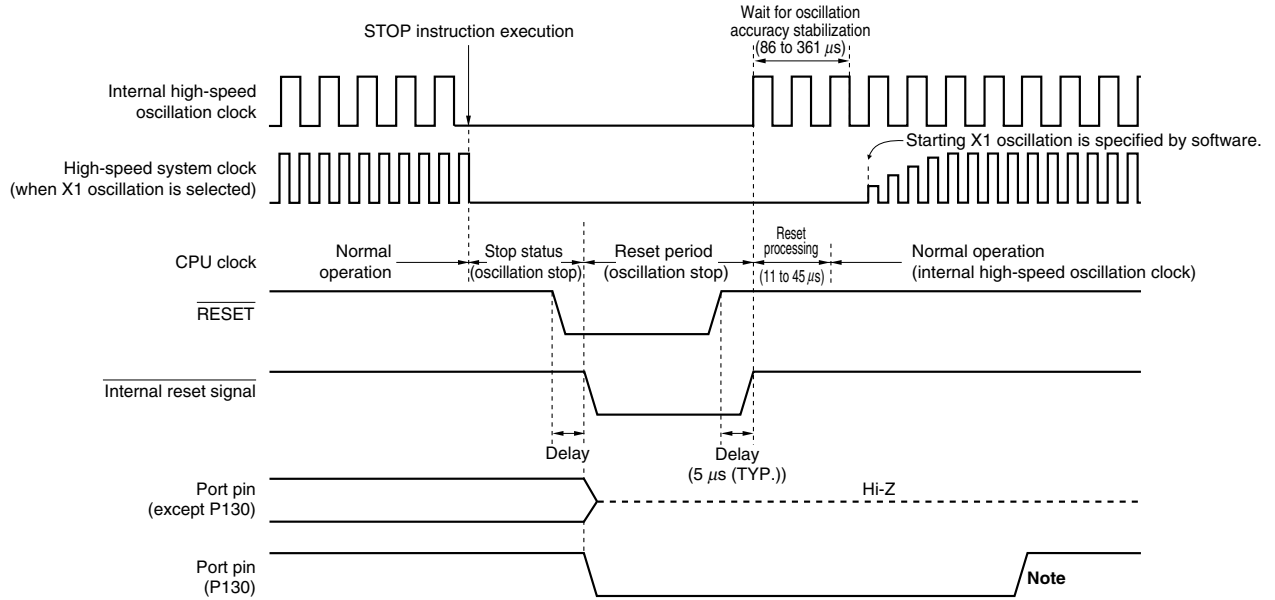 Wait for oscillation
accuracy stabilization
(86 to 361 μs)
STOP instruction execution
Internal high-speed
oscillation clock
Starting X1 oscillation is specified by software.
High-speed system clock
(when X1 oscillation is selected)
CPU clock
Normal
operation
Stop status
(oscillation stop)
Reset period
(oscillation stop)
Reset
processing
(11 to 45 μs)
Normal operation
(internal high-speed oscillation clock)
RESET
Internal reset signal
Delay
Delay
(5 μs (TYP.))
Port pin
(except P130)
Hi-Z
Port pin
(P130)
Note